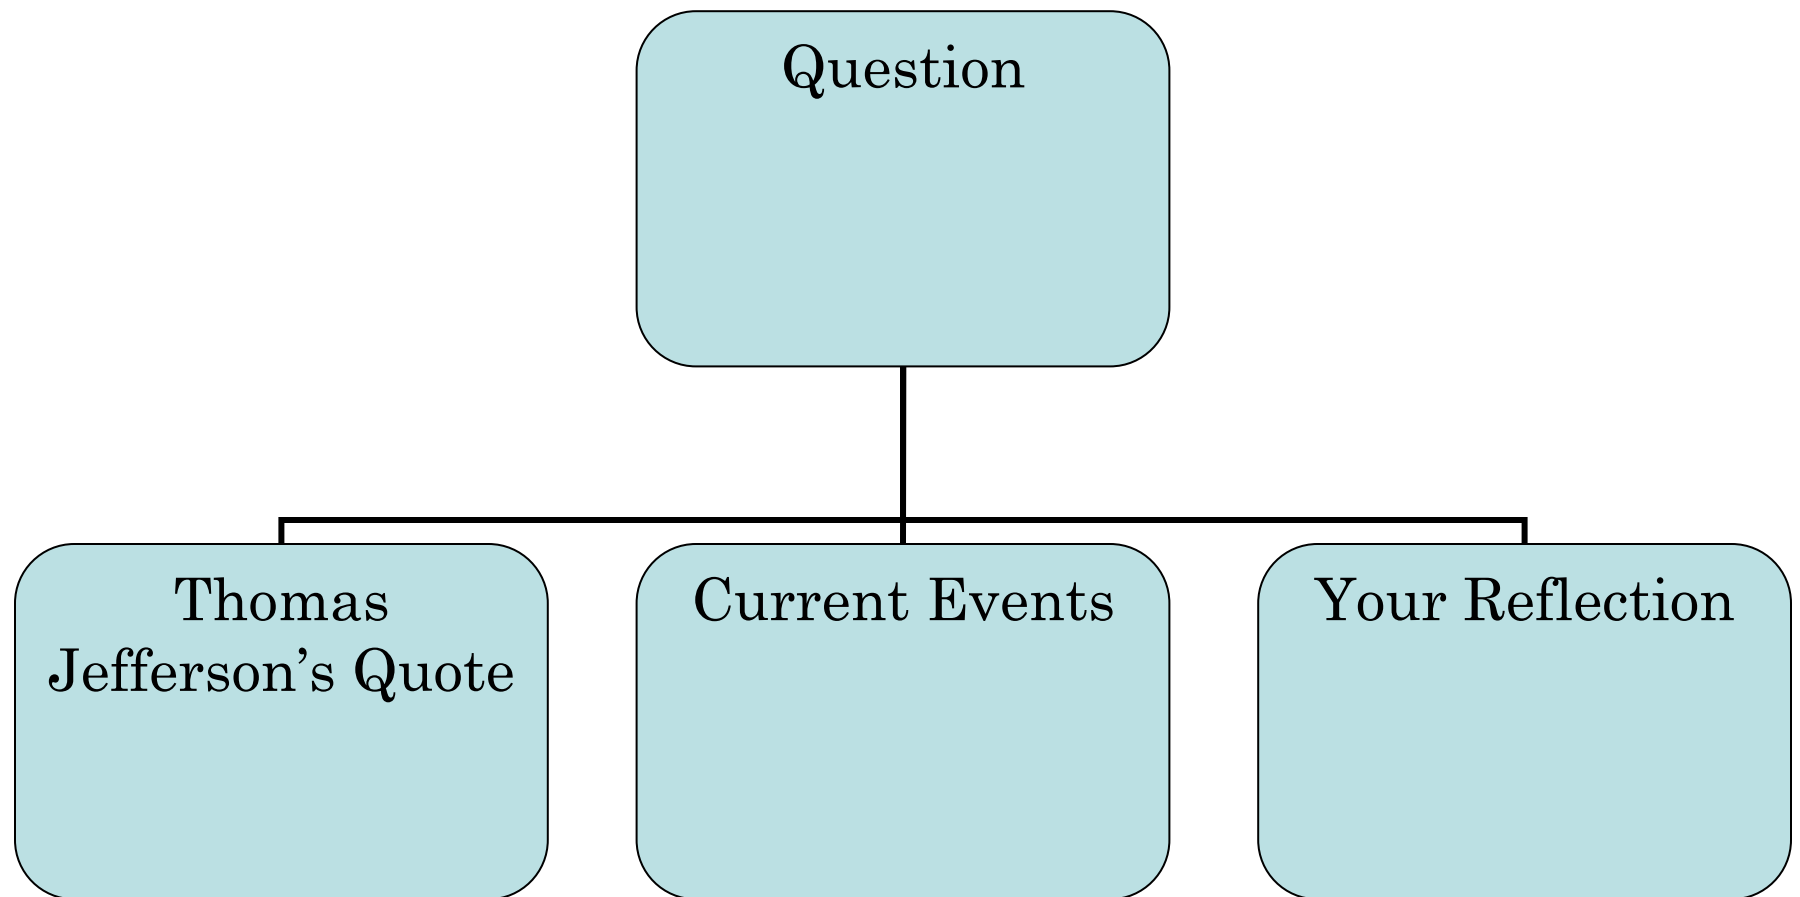 Question
Thomas
Jefferson’s Quote
Current Events
Your Reflection